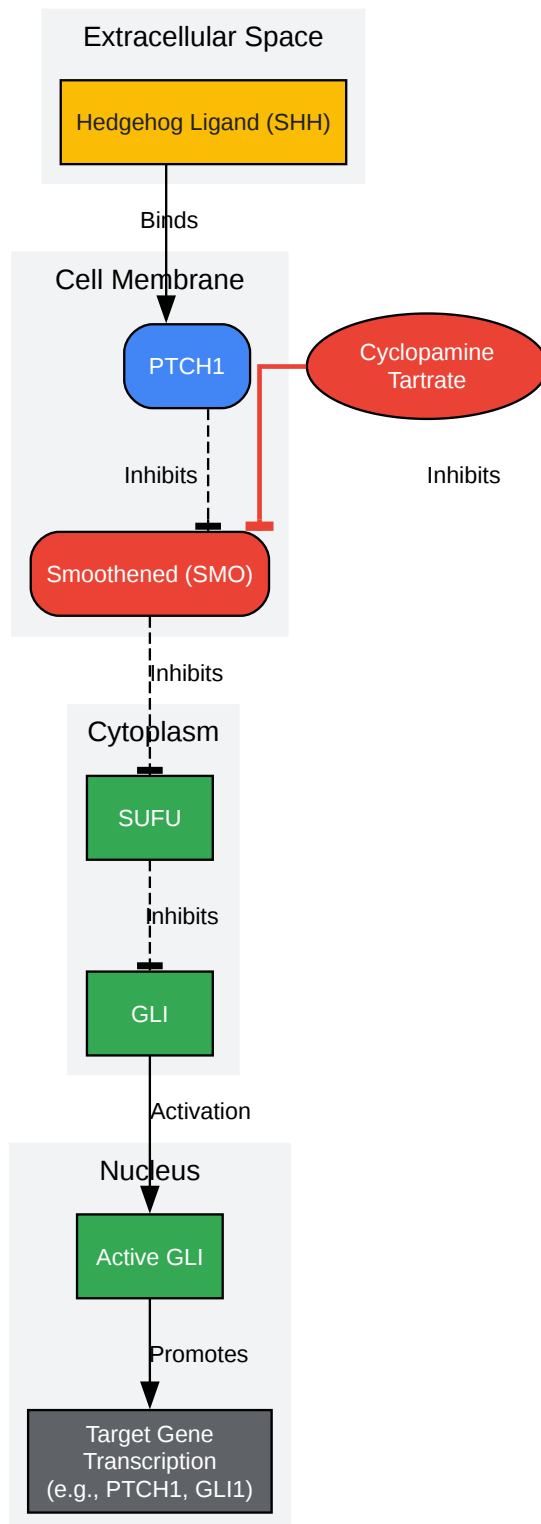 Extracellular Space
Hedgehog Ligand (SHH)
Binds
Cell Membrane
PTCH1
Cyclopamine
Tartrate
Inhibits
Inhibits
Smoothened (SMO)
Inhibits
Cytoplasm
SUFU
Inhibits
GLI
Activation
Nucleus
Active GLI
Promotes
Target Gene
Transcription
(e.g., PTCH1, GLI1)